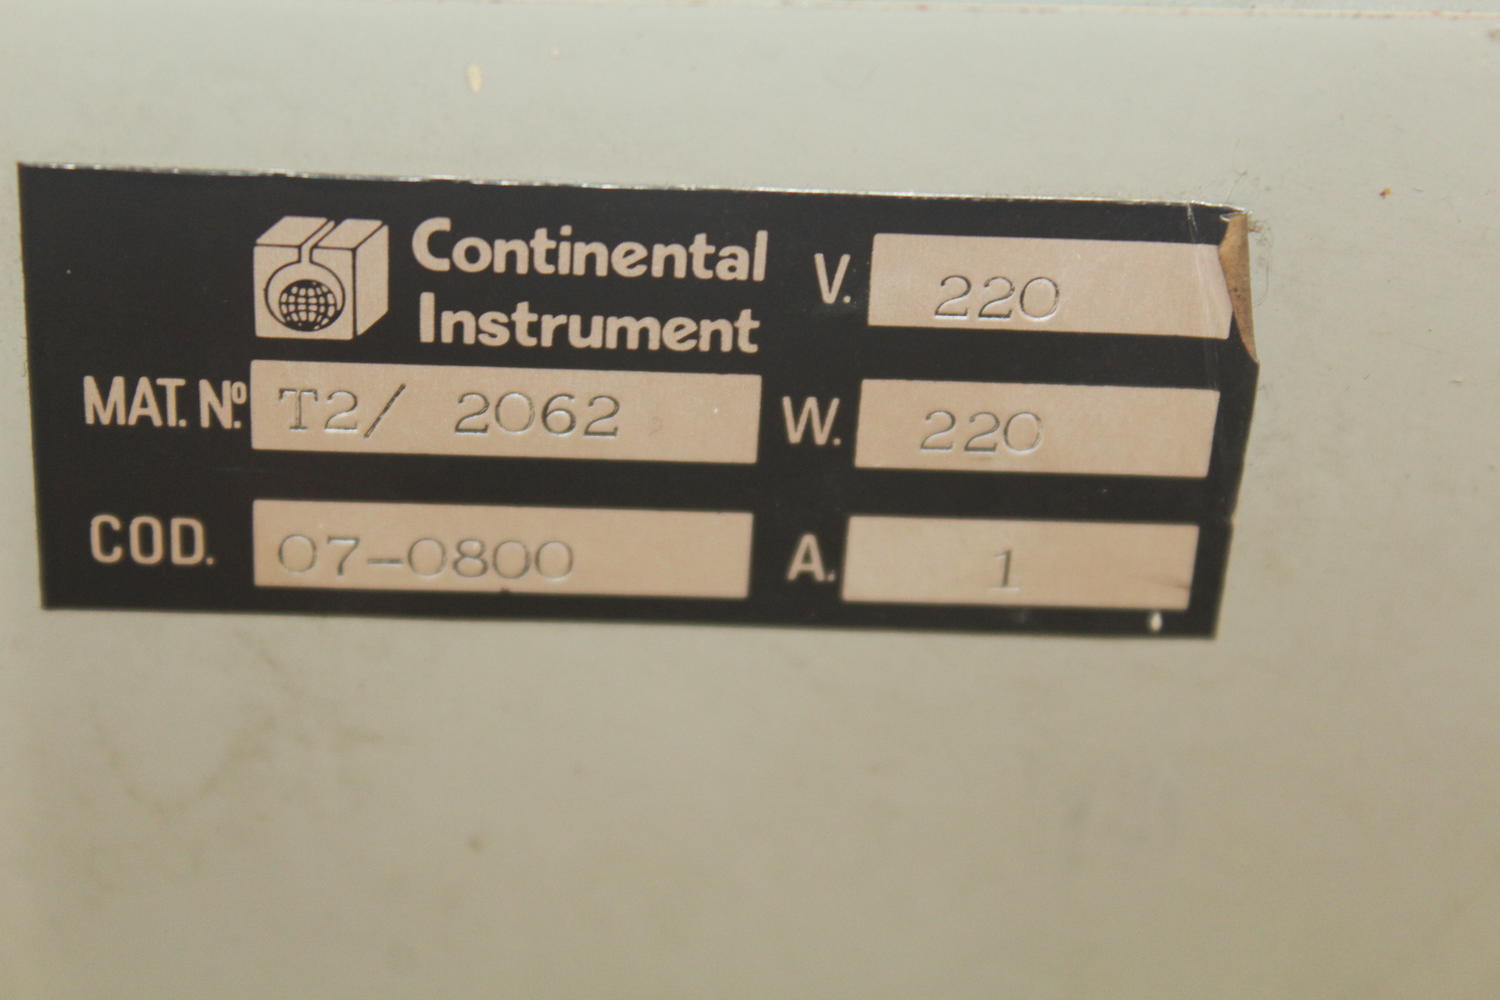 Continental
Instrument
V. 220
MAT. Nº. T2/ 2062
W. 220
COD. 07-0800
A. 1